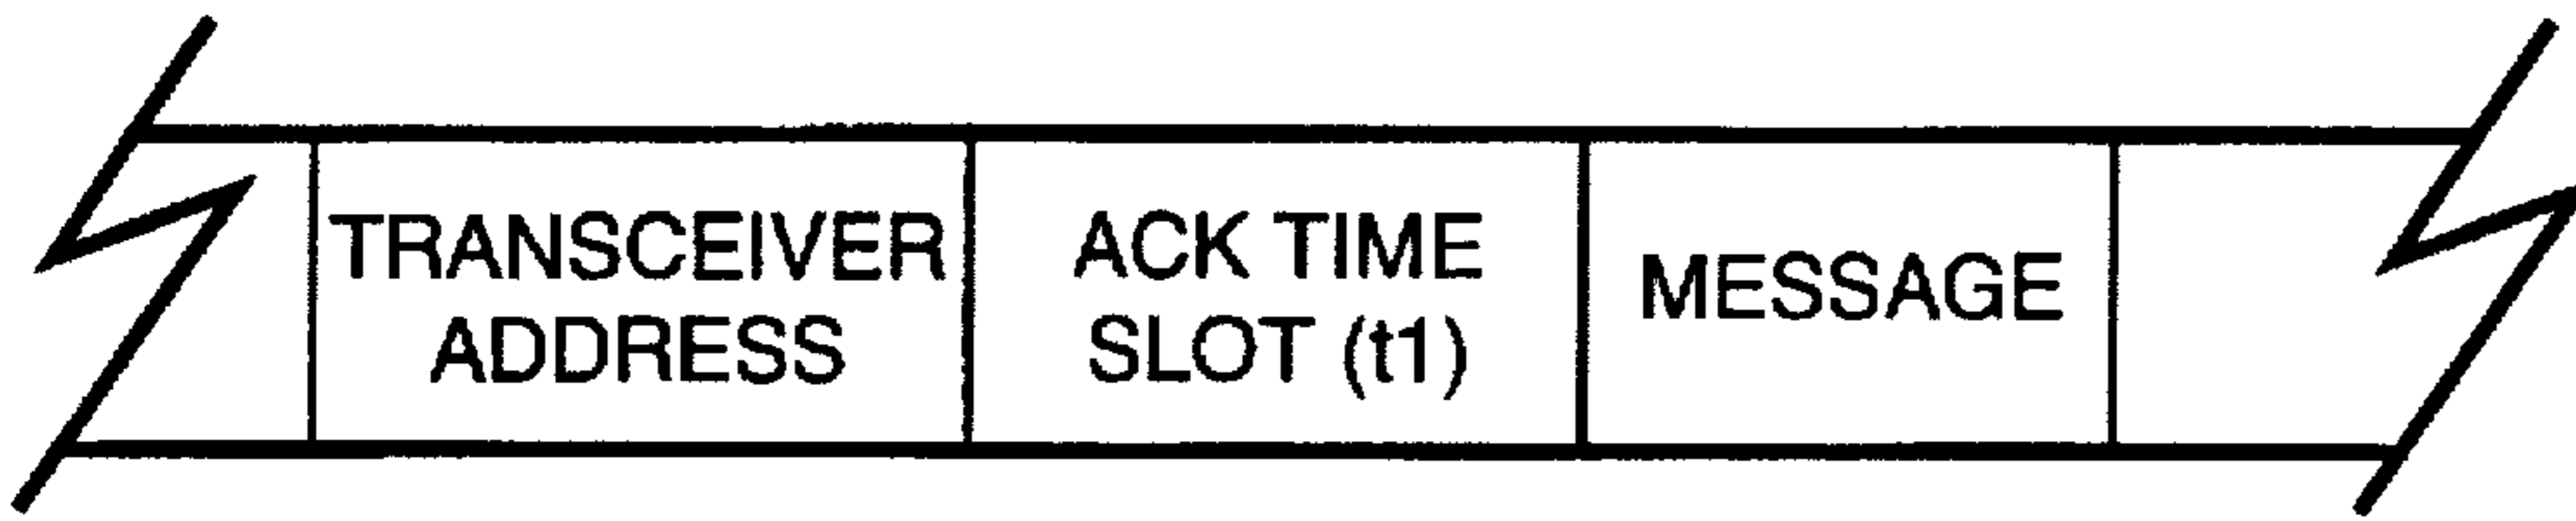 TRANSCEIVER
ADDRESS
ACK TIME
SLOT (t1)
MESSAGE